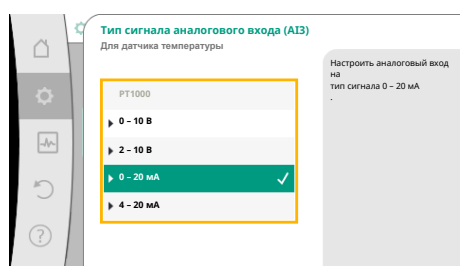 Тип сигнала аналогового входа (AI3)
Для датчика температуры
PT1000
0 – 10 В
2 – 10 В
0 – 20 мА
4 – 20 мА
Настроить аналоговый вход
на
тип сигнала 0 – 20 мА
.
?